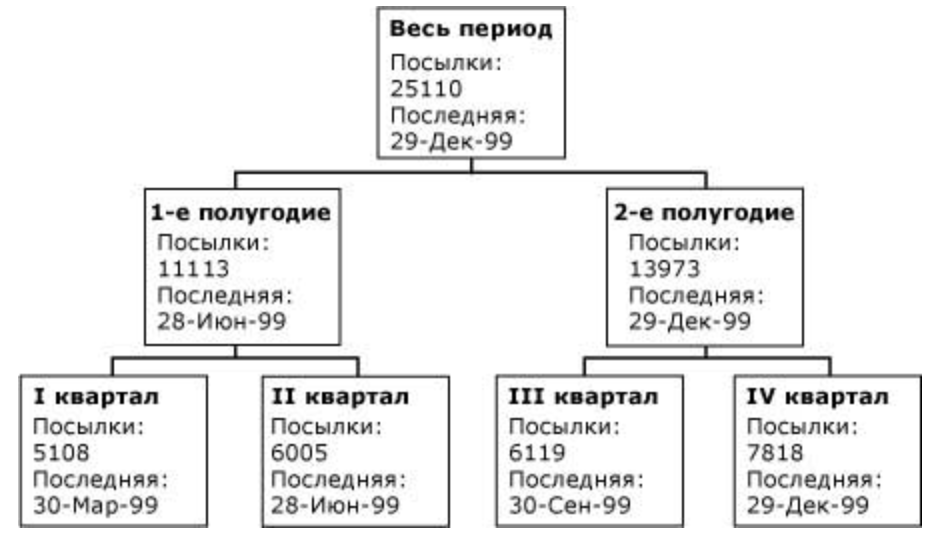 Весь период
Посылки:
25110
Последняя:
29-Дек-99
1-е полугодие
Посылки:
11113
Последняя:
28-Июн-99
2-е полугодие
Посылки:
13973
Последняя:
29-Дек-99
I квартал
Посылки:
5108
Последняя:
30-Мар-99
II квартал
Посылки:
6005
Последняя:
28-Июн-99
III квартал
Посылки:
6119
Последняя:
30-Сен-99
IV квартал
Посылки:
7818
Последняя:
29-Дек-99